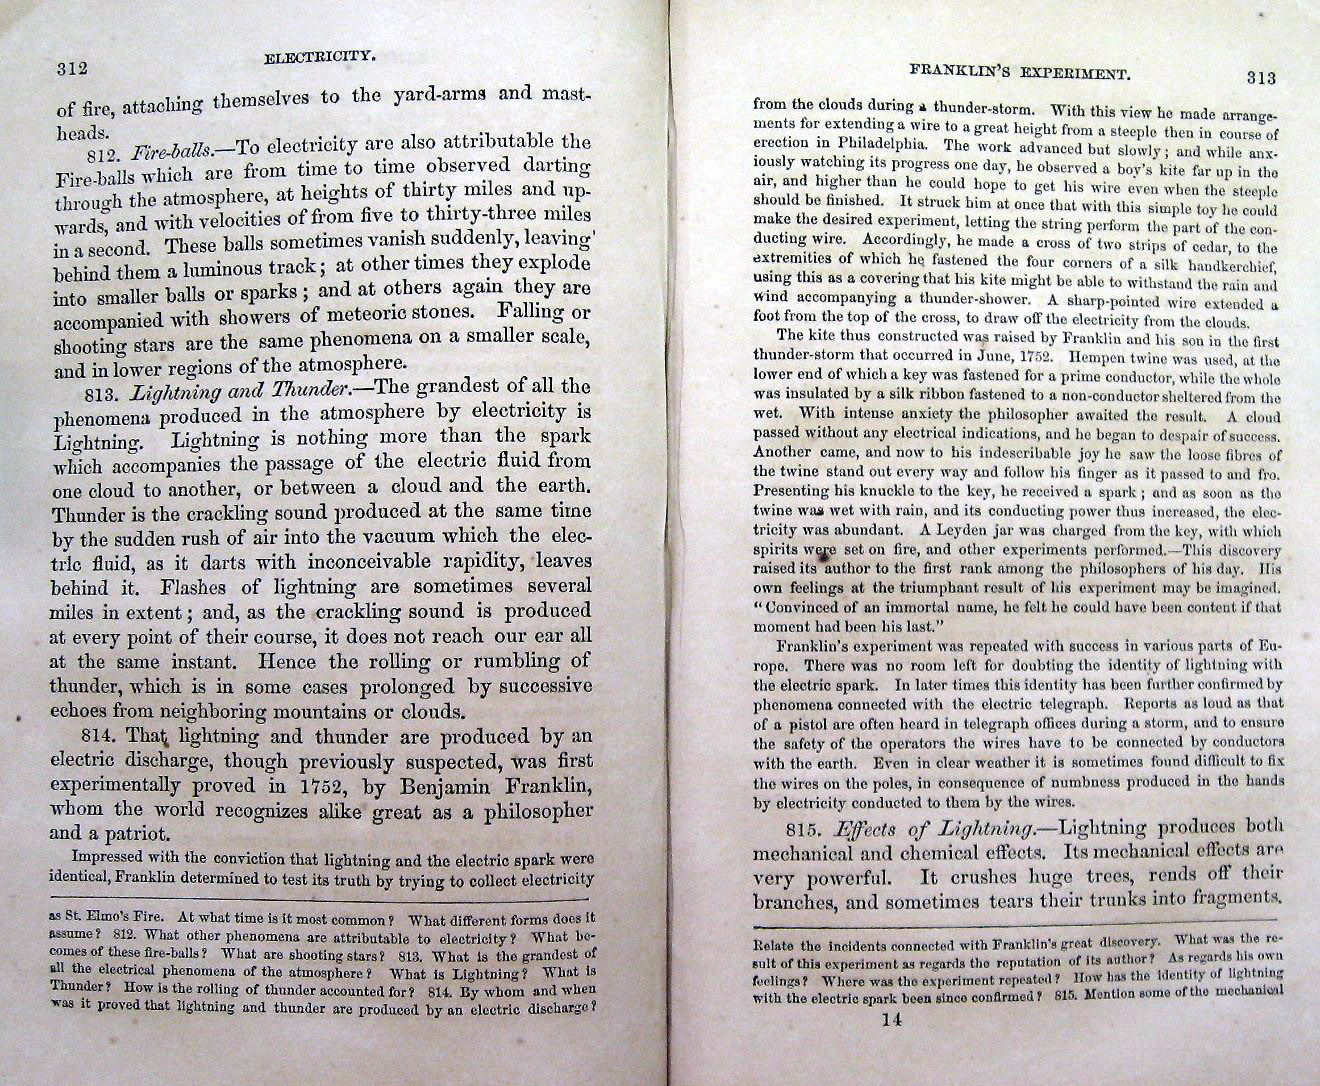 312
ELECTRICITY.
of fire, attaching themselves to the yard-arms and mast-
heads.
812. Fire-balls.—To electricity are also attributable the
Fire-balls which are from time to time observed darting
through the atmosphere, at heights of thirty miles and up-
wards, and with velocities of from five to thirty-three miles
in a second. These balls sometimes vanish suddenly, leaving
behind them a luminous track; at other times they explode
into smaller balls or sparks; and at others again they are
accompanied with showers of meteoric stones. Falling or
shooting stars are the same phenomena on a smaller scale,
and in lower regions of the atmosphere.
813. Lightning and Thunder.—The grandest of all the
phenomena produced in the atmosphere by electricity is
Lightning. Lightning is nothing more than the spark
which accompanies the passage of the electric fluid from
one cloud to another, or between a cloud and the earth.
Thunder is the crackling sound produced at the same time
by the sudden rush of air into the vacuum which the elec-
tric fluid, as it darts with inconceivable rapidity, leaves
behind it. Flashes of lightning are sometimes several
miles in extent; and, as the crackling sound is produced
at every point of their course, it does not reach our ear all
at the same instant. Hence the rolling or rumbling of
thunder, which is in some cases prolonged by successive
echoes from neighboring mountains or clouds.
814. That lightning and thunder are produced by an
electric discharge, though previously suspected, was first
experimentally proved in 1752, by Benjamin Franklin,
whom the world recognizes alike great as a philosopher
and a patriot.
Impressed with the conviction that lightning and the electric spark were
identical, Franklin determined to test its truth by trying to collect electricity
as St. Elmo's Fire. At what time is it most common? What different forms does it
assume? 812. What other phenomena are attributable to electricity? What be-
comes of these fire-balls? What are shooting stars? 813. What is the grandest of
all the electrical phenomena of the atmosphere? What is Lightning? What is
Thunder? How is the rolling of thunder accounted for? 814. By whom and when
was it proved that lightning and thunder are produced by an electric discharge?
FRANKLIN'S EXPERIMENT.
313
from the clouds during a thunder-storm. With this view he made arrange-
ments for extending a wire to a great height from a steeple then in course of
erection in Philadelphia. The work advanced but slowly; and while anx-
iously watching its progress one day, he observed a boy's kite far up in the
air, and higher than he could hope to get his wire even when the steeple
should be finished. It struck him at once that with this simple toy he could
make the desired experiment, letting the string perform the part of the con-
ducting wire. Accordingly, he made a cross of two strips of cedar, to the
extremities of which he fastened the four corners of a silk handkerchief,
using this as a covering that his kite might be able to withstand the rain and
wind accompanying a thunder-shower. A sharp-pointed wire extended a
foot from the top of the cross, to draw off the electricity from the clouds.
The kite thus constructed was raised by Franklin and his son in the first
thunder-storm that occurred in June, 1752. Hempen twine was used, at the
lower end of which a key was fastened for a prime conductor, while the whole
was insulated by a silk ribbon fastened to a non-conductor sheltered from the
wet. With intense anxiety the philosopher awaited the result. A cloud
passed without any electrical indications, and he began to despair of success.
Another came, and now to his indescribable joy he saw the loose fibres of
the twine stand out every way and follow his finger as it passed to and fro.
Presenting his knuckle to the key, he received a spark; and as soon as the
twine was wet with rain, and its conducting power thus increased, the elec-
tricity was abundant. A Leyden jar was charged from the key, with which
spirits were set on fire, and other experiments performed.—This discovery
raised its author to the first rank among the philosophers of his day. His
own feelings at the triumphant result of his experiment may be imagined.
"Convinced of an immortal name, he felt he could have been content if that
moment had been his last."
Franklin's experiment was repeated with success in various parts of Eu-
rope. There was no room left for doubting the identity of lightning with
the electric spark. In later times this identity has been further confirmed by
phenomena connected with the electric telegraph. Reports as loud as that
of a pistol are often heard in telegraph offices during a storm, and to ensure
the safety of the operators the wires have to be connected by conductors
with the earth. Even in clear weather it is sometimes found difficult to fix
the wires on the poles, in consequence of numbness produced in the hands
by electricity conducted to them by the wires.
815. Effects of Lightning.—Lightning produces both
mechanical and chemical effects. Its mechanical effects are
very powerful. It crushes huge trees, rends off their
branches, and sometimes tears their trunks into fragments.
Relate the incidents connected with Franklin's great discovery. What was the re-
sult of this experiment as regards the reputation of its author? As regards his own
feelings? Where was the experiment repeated? How has the identity of lightning
with the electric spark been since confirmed? 815. Mention some of the mechanical
14